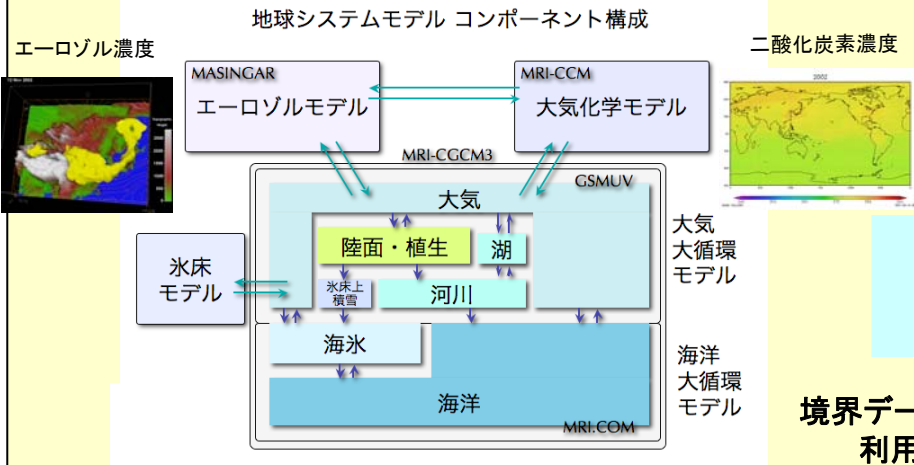 地球システムモデル コンポーネント構成
エーロゾル濃度
二酸化炭素濃度
MASINGAR
エーロゾルモデル
MRI-CCM
大気化学モデル
2002
MRI-CGCM3
GSMUV
大気
大気
大循環
モデル
陸面・植生
湖
氷床
モデル
氷床上
積雪
河川
海氷
海洋
大循環
モデル
海洋
MRI.COM
境界デー
利用